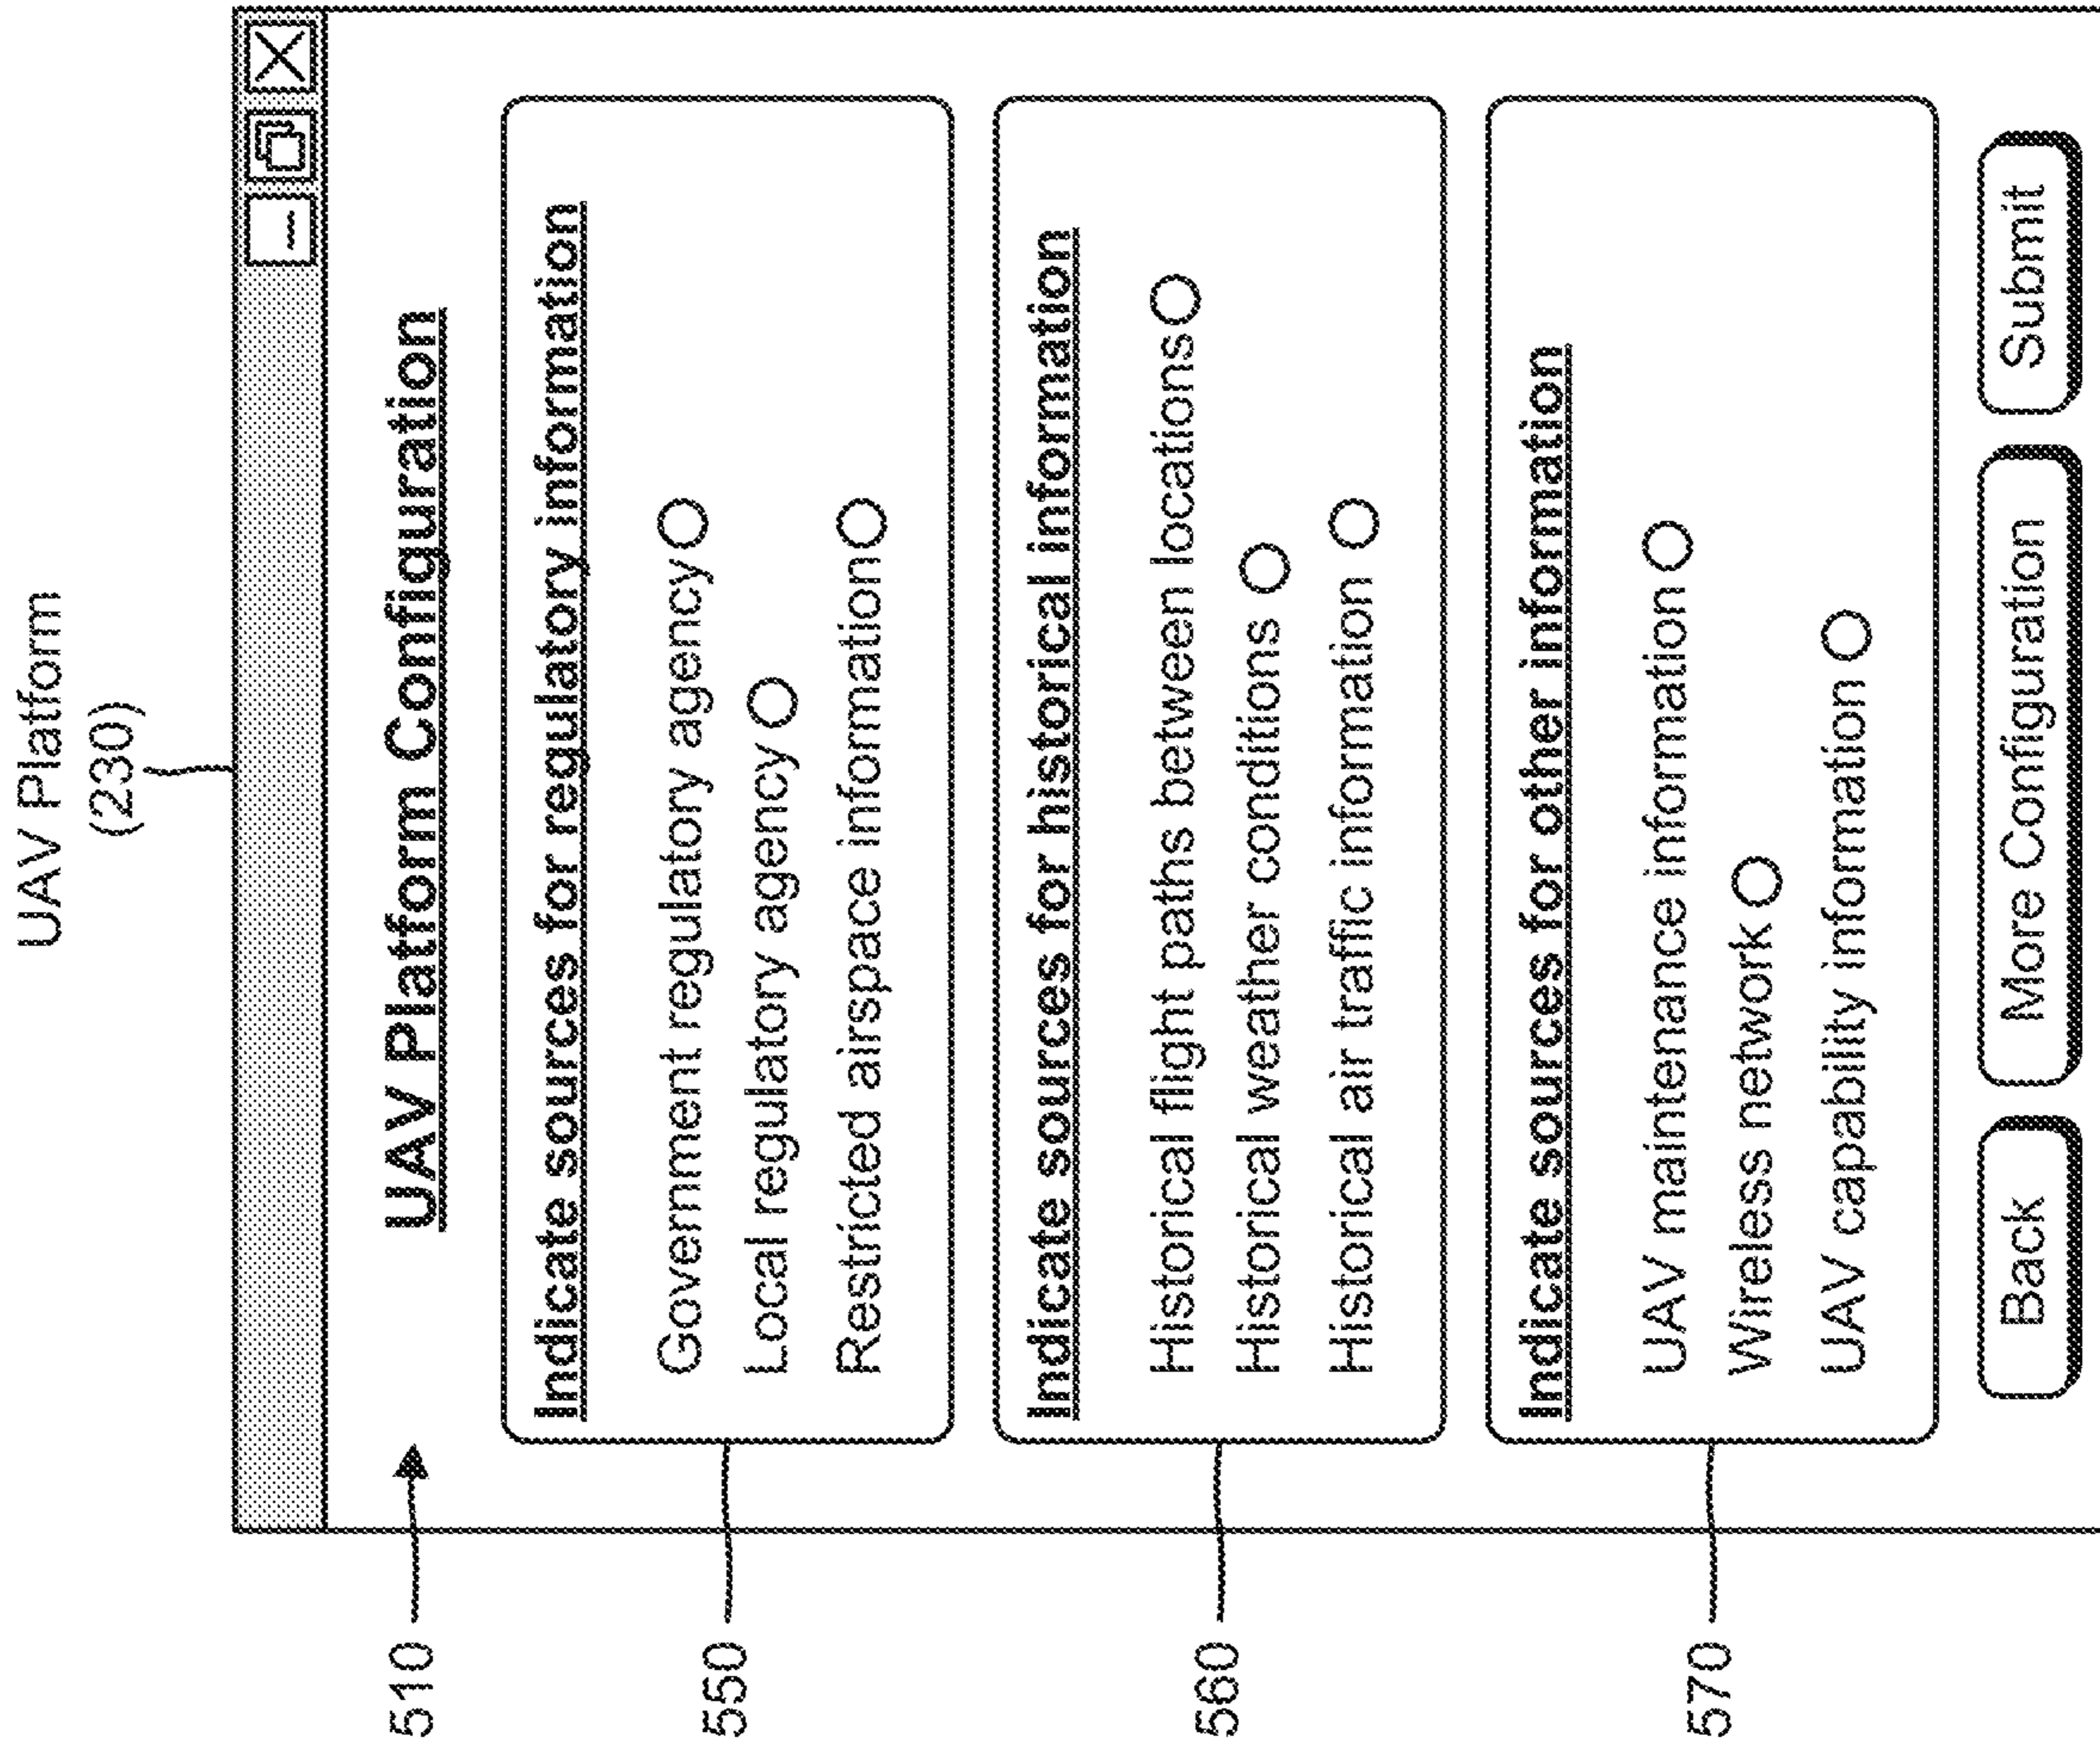 UAV Platform
(230)
510
UAV Platform Configuration
550
Indicate sources for regulatory information
Government regulatory agency
Local regulatory agency
Restricted airspace information
560
Indicate sources for historical information
Historical flight paths between locations
Historical weather conditions
Historical air traffic information
570
Indicate sources for other information
UAV maintenance information
Wireless network
UAV capability information
Back More Configuration Submit